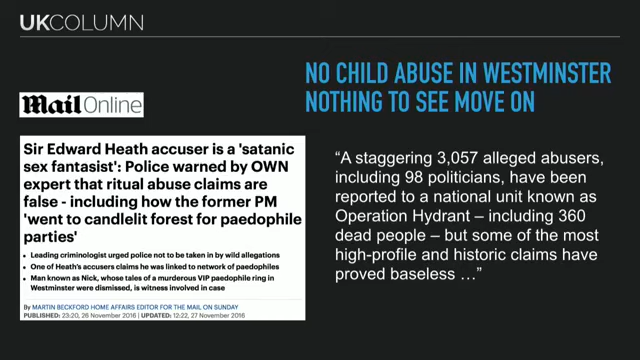 UKCOLUMN
NO CHILD ABUSE IN WESTMINSTER
NOTHING TO SEE MOVE ON
Mail Online
Sir Edward Heath accuser is a 'satanic
sex fantasist': Police warned by OWN
expert that ritual abuse claims are
false - including how the former PM
'went to candlelit forest for paedophile
parties'
• Leading criminologist urged police not to be taken in by wild allegations
• One of Heath's accusers claims he was linked to network of paedophiles
• Man known as Nick, whose tales of a murderous VIP paedophile ring in
Westminster were dismissed, is witness involved in case
By MARTIN BECKFORD HOME AFFAIRS EDITOR FOR THE MAIL ON SUNDAY
PUBLISHED: 23:20, 26 November 2016 | UPDATED: 12:22, 27 November 2016
“A staggering 3,057 alleged abusers,
including 98 politicians, have been
reported to a national unit known as
Operation Hydrant – including 360
dead people – but some of the most
high-profile and historic claims have
proved baseless …”